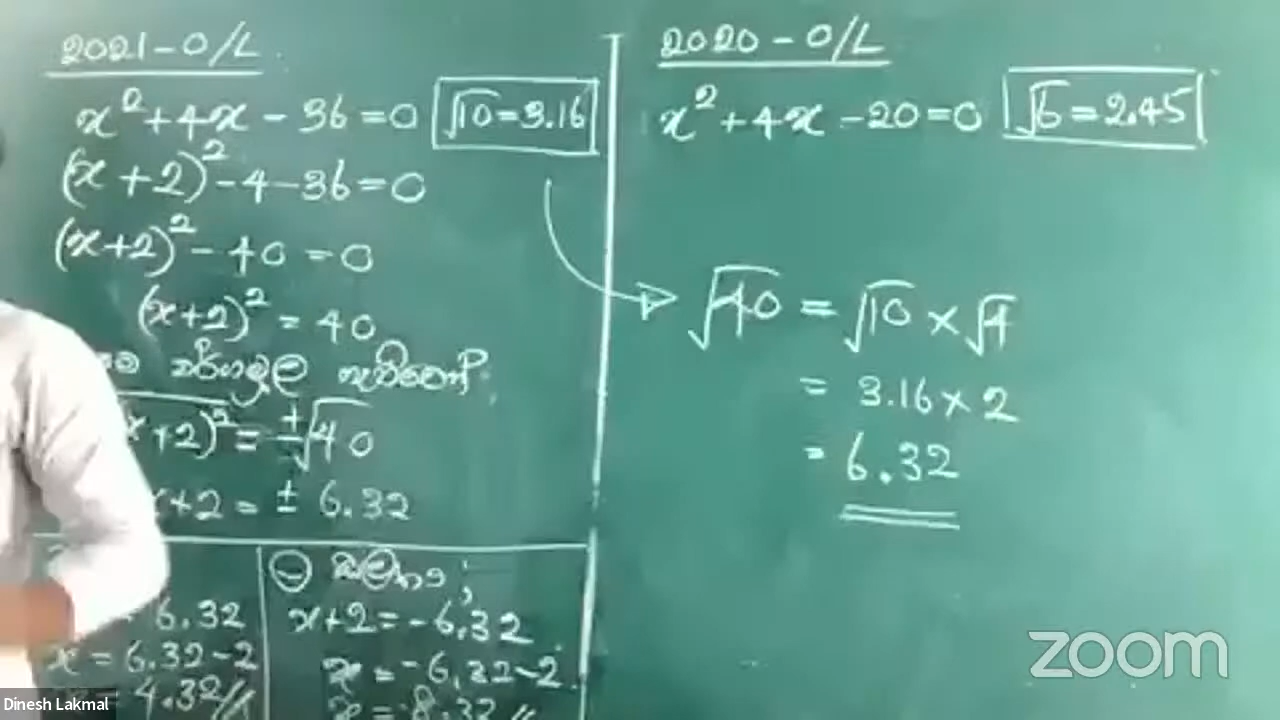 2021 - O/L
x² + 4x - 36 = 0 √10 = 3.16
(x + 2)² - 4 - 36 = 0
(x+2)² - 40 = 0
(x+2)² = 40
වර්ගමූල ගැනීමෙන්
x+2)² = ±√40
x+2 = ± 6.32
6.32
x = 6.32 - 2
x = 4.32 //
⊖ විට ;
x+2 = -6.32
x = -6.32 - 2
x = -8.32 //
2020 - O/L
x² + 4x - 20 = 0 √6 = 2.45
√40 = √10 × √4
= 3.16 × 2
= 6.32
zoom
Dinesh Lakmal